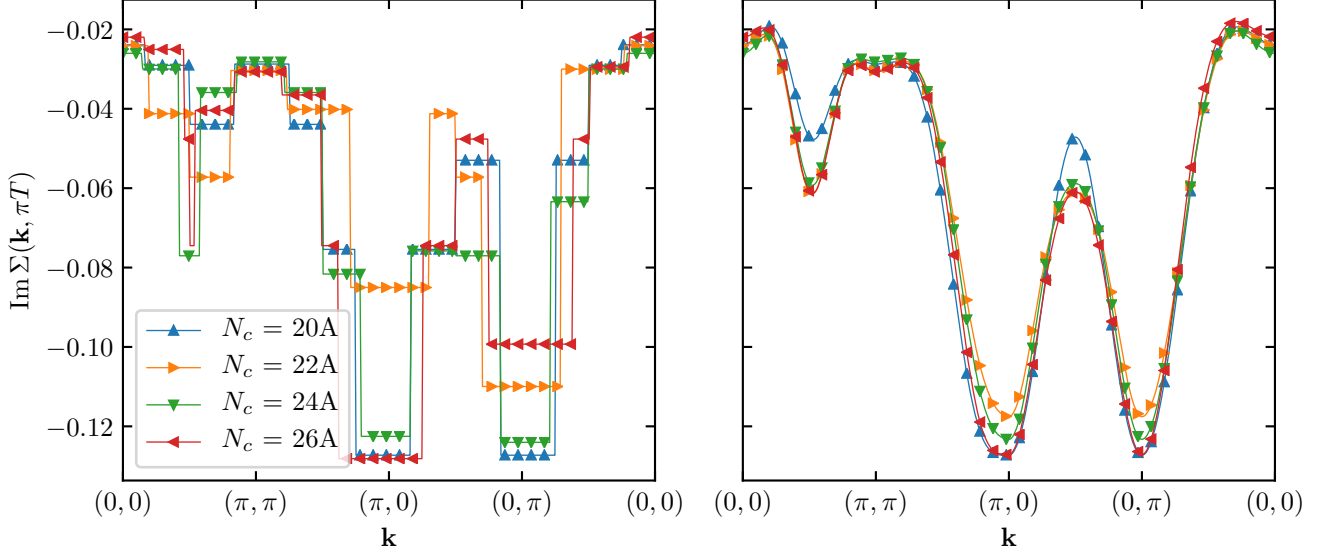 Im Σ(k, πT)
−0.02
−0.04
−0.06
−0.08
−0.10
−0.12
N_c = 20A
N_c = 22A
N_c = 24A
N_c = 26A
(0, 0) (π, π) (π, 0) (0, π) (0, 0) (0, 0) (π, π) (π, 0) (0, π) (0, 0)
k k